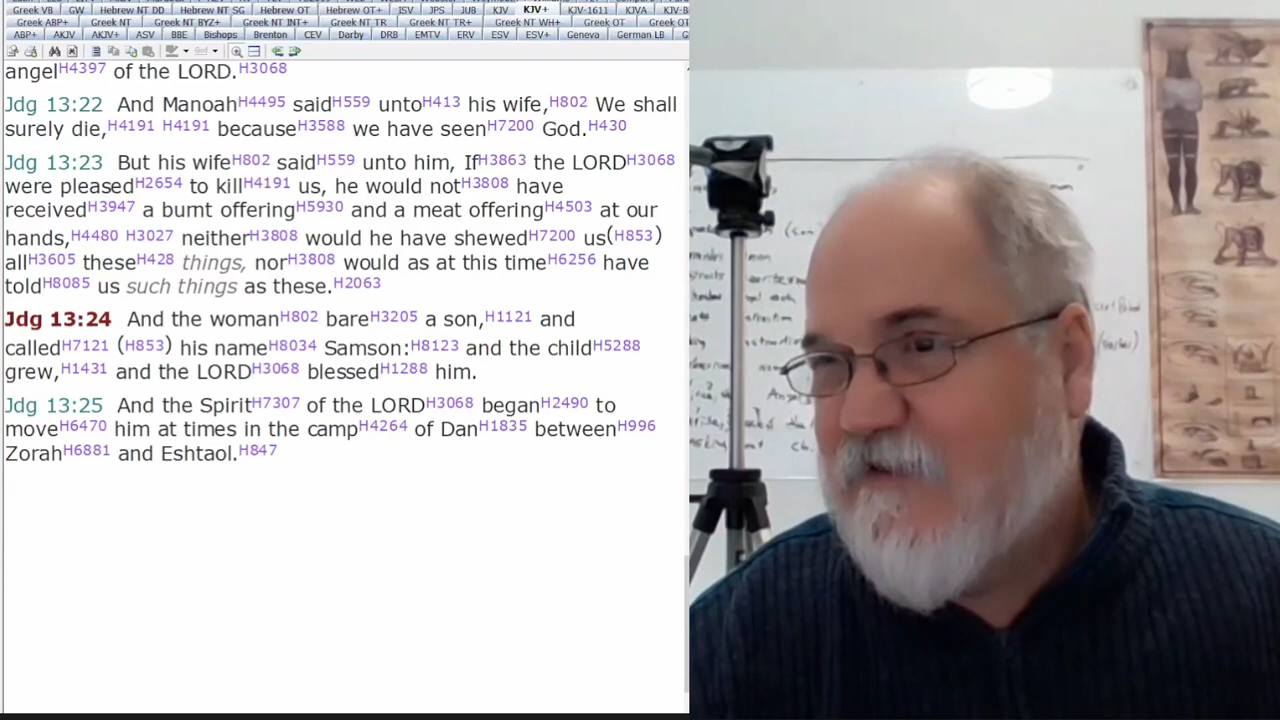 Greek VB GW Hebrew NT DD Hebrew NT SG Hebrew OT Hebrew OT+ ISV JPS JUB KJV KJV+ KJV-1611 KJVA KJV-B
Greek ABP+ Greek NT Greek NT BYZ+ Greek NT INT+ Greek NT TR Greek NT TR+ Greek NT WH+ Greek OT Greek OT
ABP+ AKJV AKJV+ ASV BBE Bishops Brenton CEV Darby DRB EMTV ERV ESV ESV+ Geneva German LB
angelH4397 of the LORD.H3068
Jdg 13:22 And ManoahH4495 saidH559 untoH413 his wife,H802 We shall
surely die,H4191 H4191 becauseH3588 we have seenH7200 God.H430
Jdg 13:23 But his wifeH802 saidH559 unto him, IfH3863 the LORDH3068
were pleasedH2654 to killH4191 us, he would notH3808 have
receivedH3947 a burnt offeringH5930 and a meat offeringH4503 at our
hands,H4480 H3027 neitherH3808 would he have shewedH7200 us(H853)
allH3605 theseH428 things, norH3808 would as at this timeH6256 have
toldH8085 us such things as these.H2063
Jdg 13:24 And the womanH802 bareH3205 a son,H1121 and
calledH7121 (H853) his nameH8034 Samson:H8123 and the childH5288
grew,H1431 and the LORDH3068 blessedH1288 him.
Jdg 13:25 And the SpiritH7307 of the LORDH3068 beganH2490 to
moveH6470 him at times in the campH4264 of DanH1835 betweenH996
ZorahH6881 and Eshtaol.H847